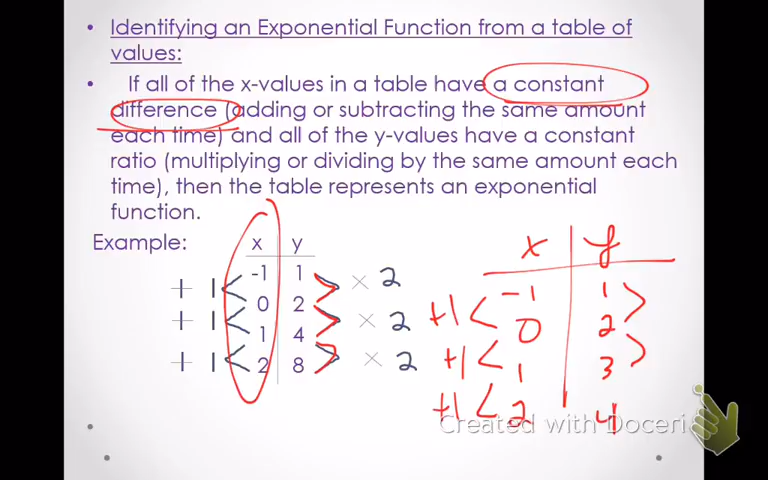 • Identifying an Exponential Function from a table of
values:
• If all of the x-values in a table have a constant
difference (adding or subtracting the same amount
each time) and all of the y-values have a constant
ratio (multiplying or dividing by the same amount each
time), then the table represents an exponential
function.
Example:
x y
-1 1
0 2
1 4
2 8
+ 1 × 2
+ 1 × 2
+ 1 × 2
x y
-1 1
0 2
1 3
2 4
+1
+1
+1
Created with Doceri